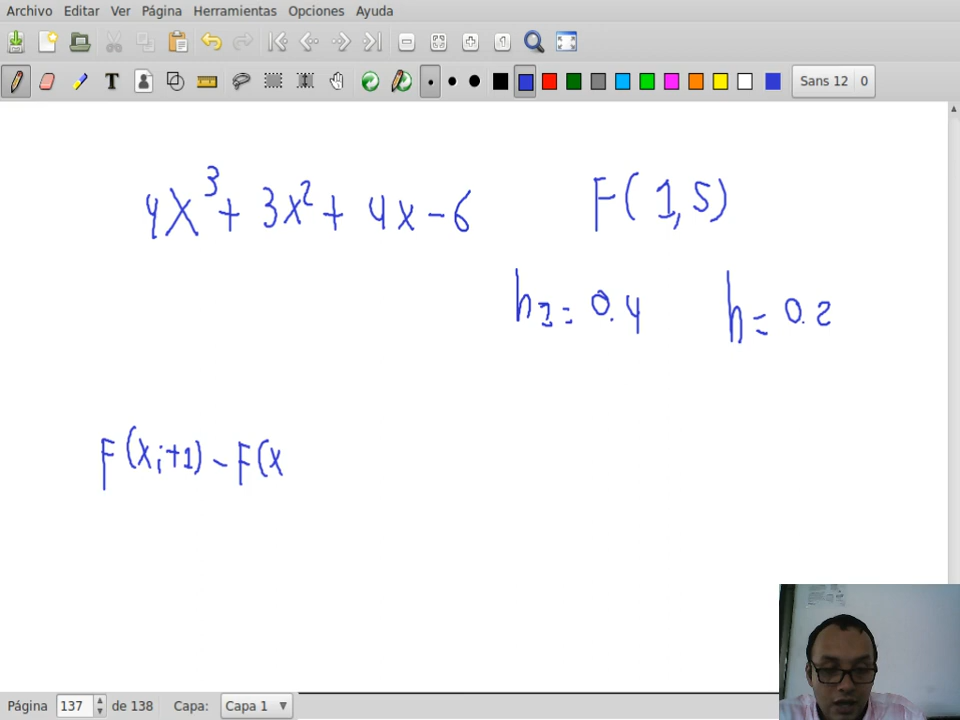 Archivo Editar Ver Página Herramientas Opciones Ayuda
T Sans 12 0
4x³ + 3x² + 4x - 6 F(1,5)
h2 = 0.4 h = 0.2
F(xi+1) - F(x
Página 137 de 138 Capa: Capa 1